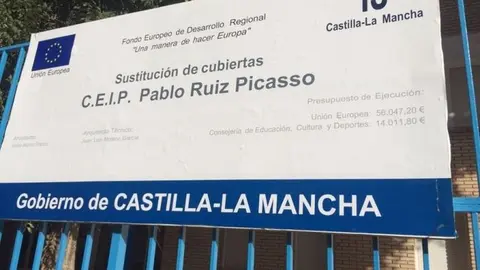 Fondo Europeo de Desarrollo Regional
"Una manera de hacer Europa"
Castilla-La Mancha
Unión Europea
Sustitución de cubiertas
C.E.I.P. Pablo Ruiz Picasso
Presupuesto de Ejecución:
Unión Europea: 56.047,20 €
Consejería de Educación, Cultura y Deportes: 14.011,80 €
Gobierno de CASTILLA-LA MANCHA